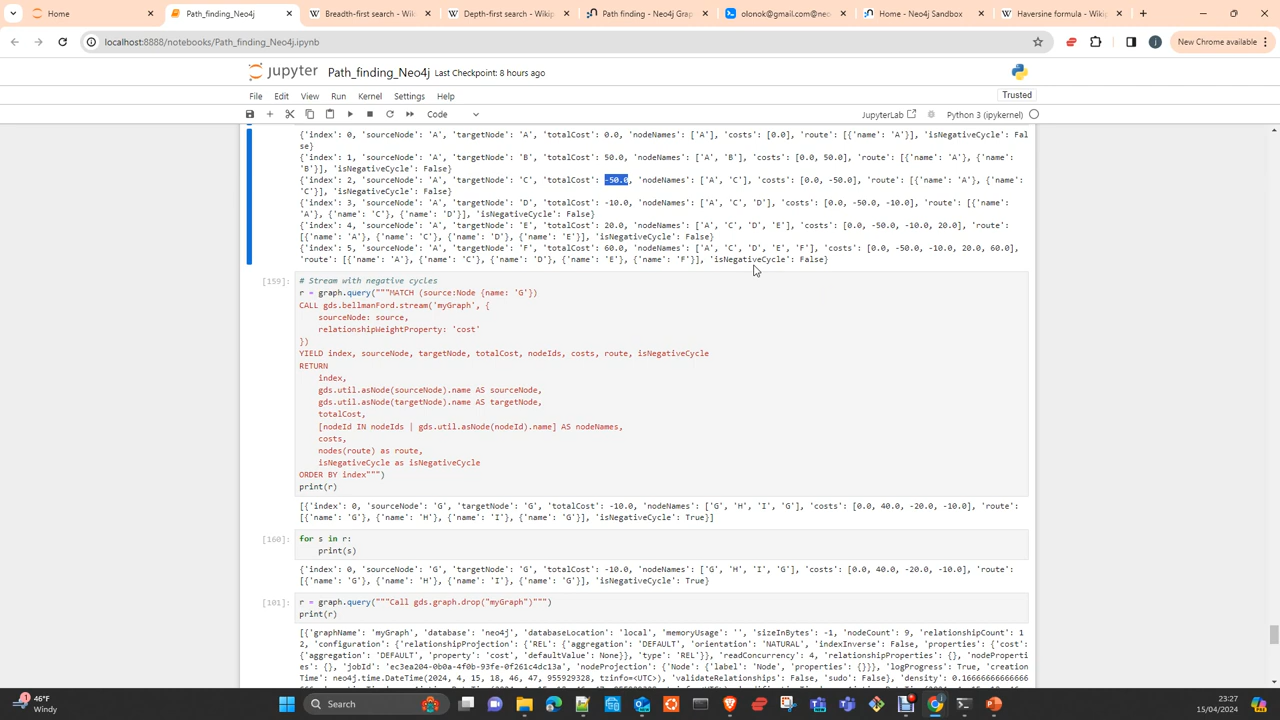 Home
Path_finding_Neo4j
Breadth-first search - Wiki
Depth-first search - Wikip
Path finding - Neo4j Gra
olonok@gmail.com@neo
Home - Neo4j Sandbox
Haversine formula - Wikip
localhost:8888/notebooks/Path_finding_Neo4j.ipynb
New Chrome available
jupyter Path_finding_Neo4j Last Checkpoint: 8 hours ago
File Edit View Run Kernel Settings Help
Trusted
Code
JupyterLab
Python 3 (ipykernel)
{'index': 0, 'sourceNode': 'A', 'targetNode': 'A', 'totalCost': 0.0, 'nodeNames': ['A'], 'costs': [0.0], 'route': [{'name': 'A'}], 'isNegativeCycle': Fal
se}
{'index': 1, 'sourceNode': 'A', 'targetNode': 'B', 'totalCost': 50.0, 'nodeNames': ['A', 'B'], 'costs': [0.0, 50.0], 'route': [{'name': 'A'}, {'name':
'B'}], 'isNegativeCycle': False}
{'index': 2, 'sourceNode': 'A', 'targetNode': 'C', 'totalCost': -50.0, 'nodeNames': ['A', 'C'], 'costs': [0.0, -50.0], 'route': [{'name': 'A'}, {'name':
'C'}], 'isNegativeCycle': False}
{'index': 3, 'sourceNode': 'A', 'targetNode': 'D', 'totalCost': -10.0, 'nodeNames': ['A', 'C', 'D'], 'costs': [0.0, -50.0, -10.0], 'route': [{'name':
'A'}, {'name': 'C'}, {'name': 'D'}], 'isNegativeCycle': False}
{'index': 4, 'sourceNode': 'A', 'targetNode': 'E', 'totalCost': 20.0, 'nodeNames': ['A', 'C', 'D', 'E'], 'costs': [0.0, -50.0, -10.0, 20.0], 'route':
[{'name': 'A'}, {'name': 'C'}, {'name': 'D'}, {'name': 'E'}], 'isNegativeCycle': False}
{'index': 5, 'sourceNode': 'A', 'targetNode': 'F', 'totalCost': 60.0, 'nodeNames': ['A', 'C', 'D', 'E', 'F'], 'costs': [0.0, -50.0, -10.0, 20.0, 60.0],
'route': [{'name': 'A'}, {'name': 'C'}, {'name': 'D'}, {'name': 'E'}, {'name': 'F'}], 'isNegativeCycle': False}
[159]: # Stream with negative cycles
r = graph.query("""MATCH (source:Node {name: 'G'})
CALL gds.bellmanFord.stream('myGraph', {
sourceNode: source,
relationshipWeightProperty: 'cost'
})
YIELD index, sourceNode, targetNode, totalCost, nodeIds, costs, route, isNegativeCycle
RETURN
index,
gds.util.asNode(sourceNode).name AS sourceNode,
gds.util.asNode(targetNode).name AS targetNode,
totalCost,
[nodeId IN nodeIds | gds.util.asNode(nodeId).name] AS nodeNames,
costs,
nodes(route) as route,
isNegativeCycle as isNegativeCycle
ORDER BY index""")
print(r)
[{'index': 0, 'sourceNode': 'G', 'targetNode': 'G', 'totalCost': -10.0, 'nodeNames': ['G', 'H', 'I', 'G'], 'costs': [0.0, 40.0, -20.0, -10.0], 'route':
[{'name': 'G'}, {'name': 'H'}, {'name': 'I'}, {'name': 'G'}], 'isNegativeCycle': True}]
[160]: for s in r:
print(s)
{'index': 0, 'sourceNode': 'G', 'targetNode': 'G', 'totalCost': -10.0, 'nodeNames': ['G', 'H', 'I', 'G'], 'costs': [0.0, 40.0, -20.0, -10.0], 'route':
[{'name': 'G'}, {'name': 'H'}, {'name': 'I'}, {'name': 'G'}], 'isNegativeCycle': True}
[101]: r = graph.query("""Call gds.graph.drop("myGraph")""")
print(r)
[{'graphName': 'myGraph', 'database': 'neo4j', 'databaseLocation': 'local', 'memoryUsage': '', 'sizeInBytes': -1, 'nodeCount': 9, 'relationshipCount': 1
2, 'configuration': {'relationshipProjection': {'REL': {'aggregation': 'DEFAULT', 'orientation': 'NATURAL', 'indexInverse': False, 'properties': {'cost':
{'aggregation': 'DEFAULT', 'property': 'cost', 'defaultValue': None}}, 'type': 'REL'}}, 'readConcurrency': 4, 'relationshipProperties': {}, 'nodeProperti
es': {}, 'jobId': 'ec3ea204-0b0a-4f0b-93fe-0f261c4dc13a', 'nodeProjection': {'Node': {'label': 'Node', 'properties': {}}}, 'logProgress': True, 'creation
Time': neo4j.time.DateTime(2024, 4, 15, 18, 46, 47, 955929328, tzinfo=<UTC>), 'validateRelationships': False, 'sudo': False}, 'density': 0.16666666666666
46°F
Windy
Search
23:27
15/04/2024